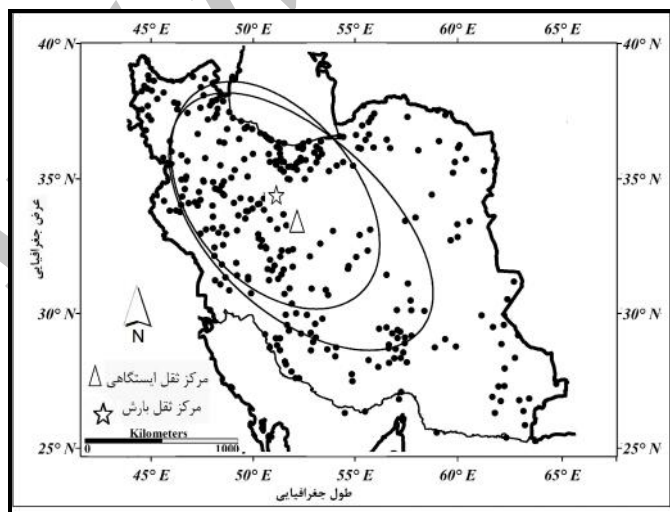 45° E 50° E 55° E 60° E 65° E
40° N 40° N
35° N 35° N
30° N 30° N
25° N 25° N
عرض جغرافیایی
N
مرکز ثقل ایستگاهی
مرکز ثقل بارش
Kilometers
0 1000
45° E 50° E 55° E 60° E 65° E
طول جغرافیایی